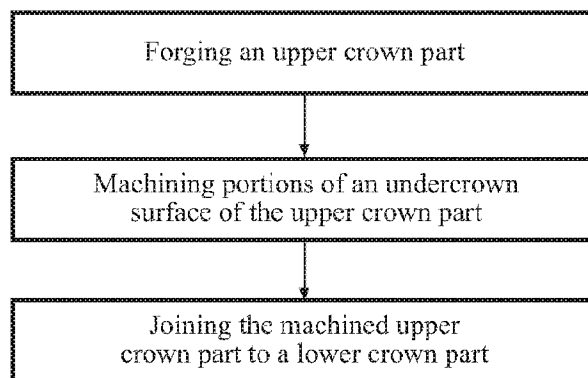 Forging an upper crown part
Machining portions of an undercrown
surface of the upper crown part
Joining the machined upper
crown part to a lower crown part